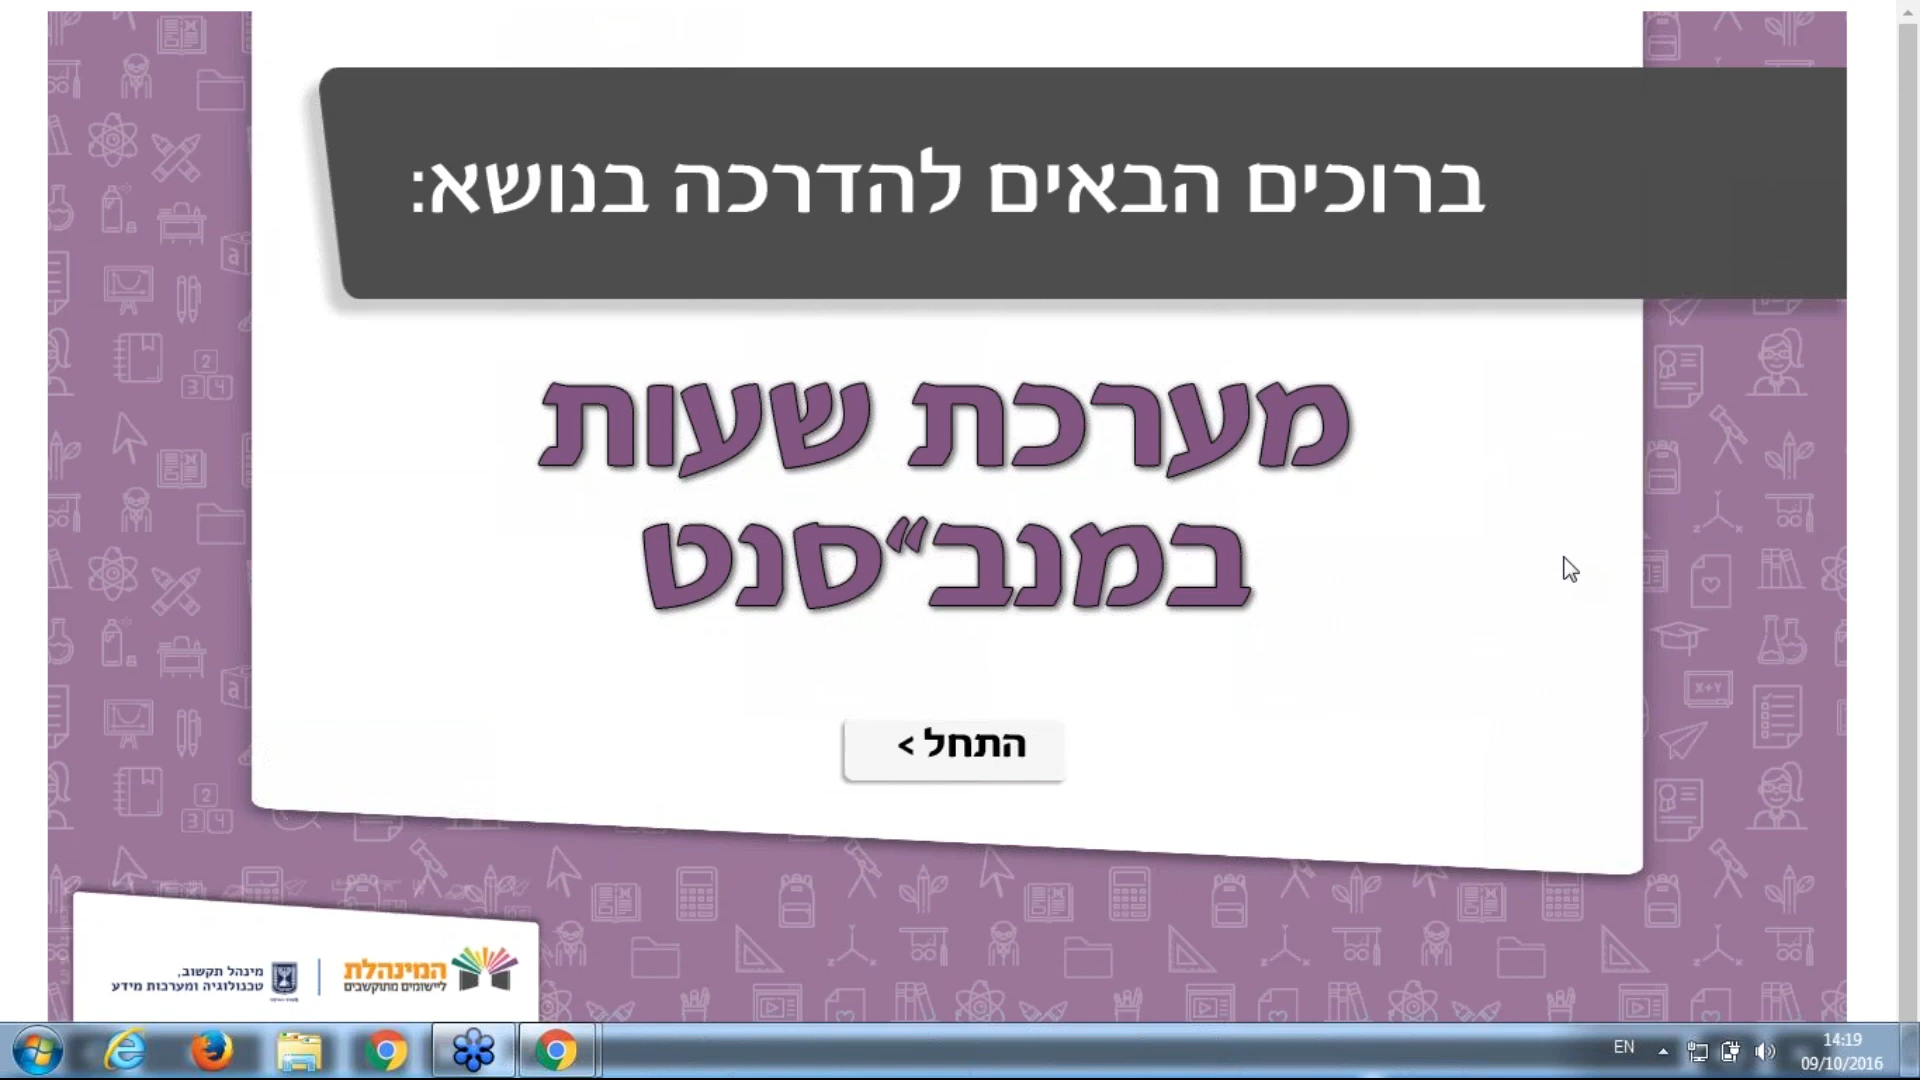 ברוכים הבאים להדרכה בנושא:
מערכת שעות
במנב“סנט
התחל >
המינהלת
ליישומים מתוקשבים
מינהל תקשוב,
טכנולוגיה ומערכות מידע
EN
14:19
09/10/2016